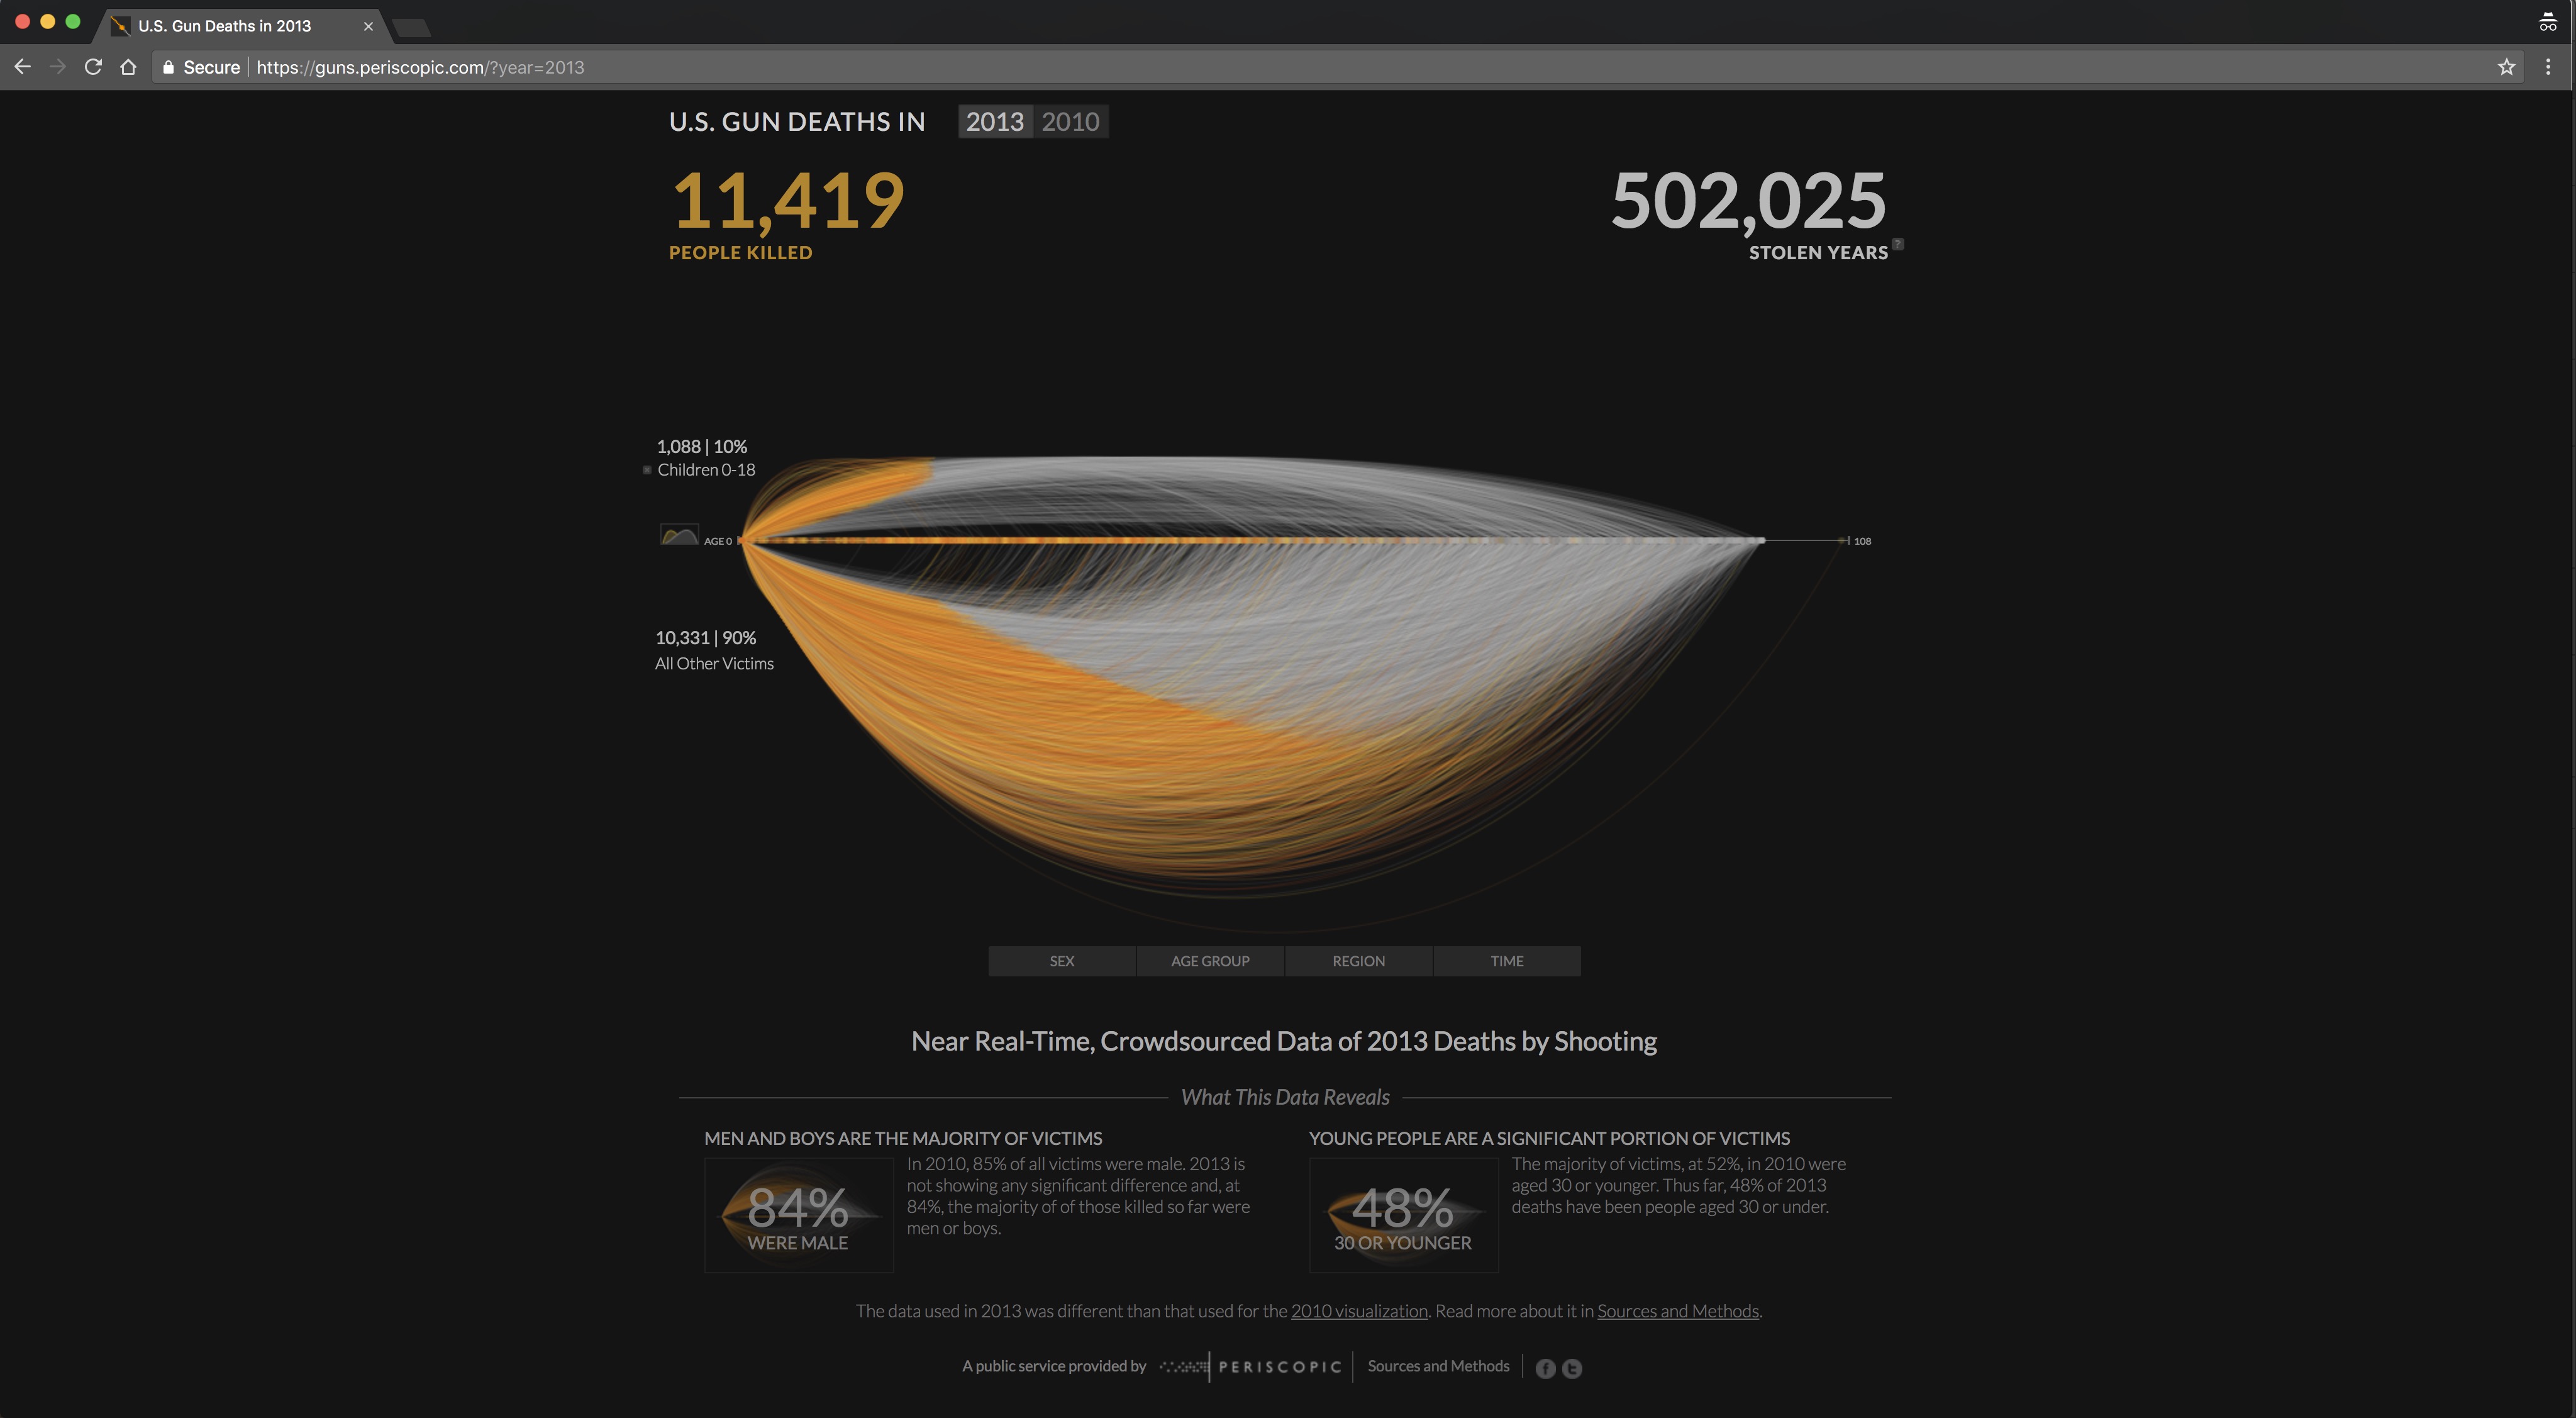 U.S. Gun Deaths in 2013
Secure https://guns.periscopic.com/?year=2013
U.S. GUN DEATHS IN 2013 2010
11,419 502,025
PEOPLE KILLED STOLEN YEARS ?
1,088 | 10%
Children 0-18
AGE 0 108
10,331 | 90%
All Other Victims
SEX AGE GROUP REGION TIME
Near Real-Time, Crowdsourced Data of 2013 Deaths by Shooting
What This Data Reveals
MEN AND BOYS ARE THE MAJORITY OF VICTIMS
84%
WERE MALE
In 2010, 85% of all victims were male. 2013 is
not showing any significant difference and, at
84%, the majority of of those killed so far were
men or boys.
YOUNG PEOPLE ARE A SIGNIFICANT PORTION OF VICTIMS
48%
30 OR YOUNGER
The majority of victims, at 52%, in 2010 were
aged 30 or younger. Thus far, 48% of 2013
deaths have been people aged 30 or under.
The data used in 2013 was different than that used for the 2010 visualization. Read more about it in Sources and Methods.
A public service provided by PERISCOPIC Sources and Methods